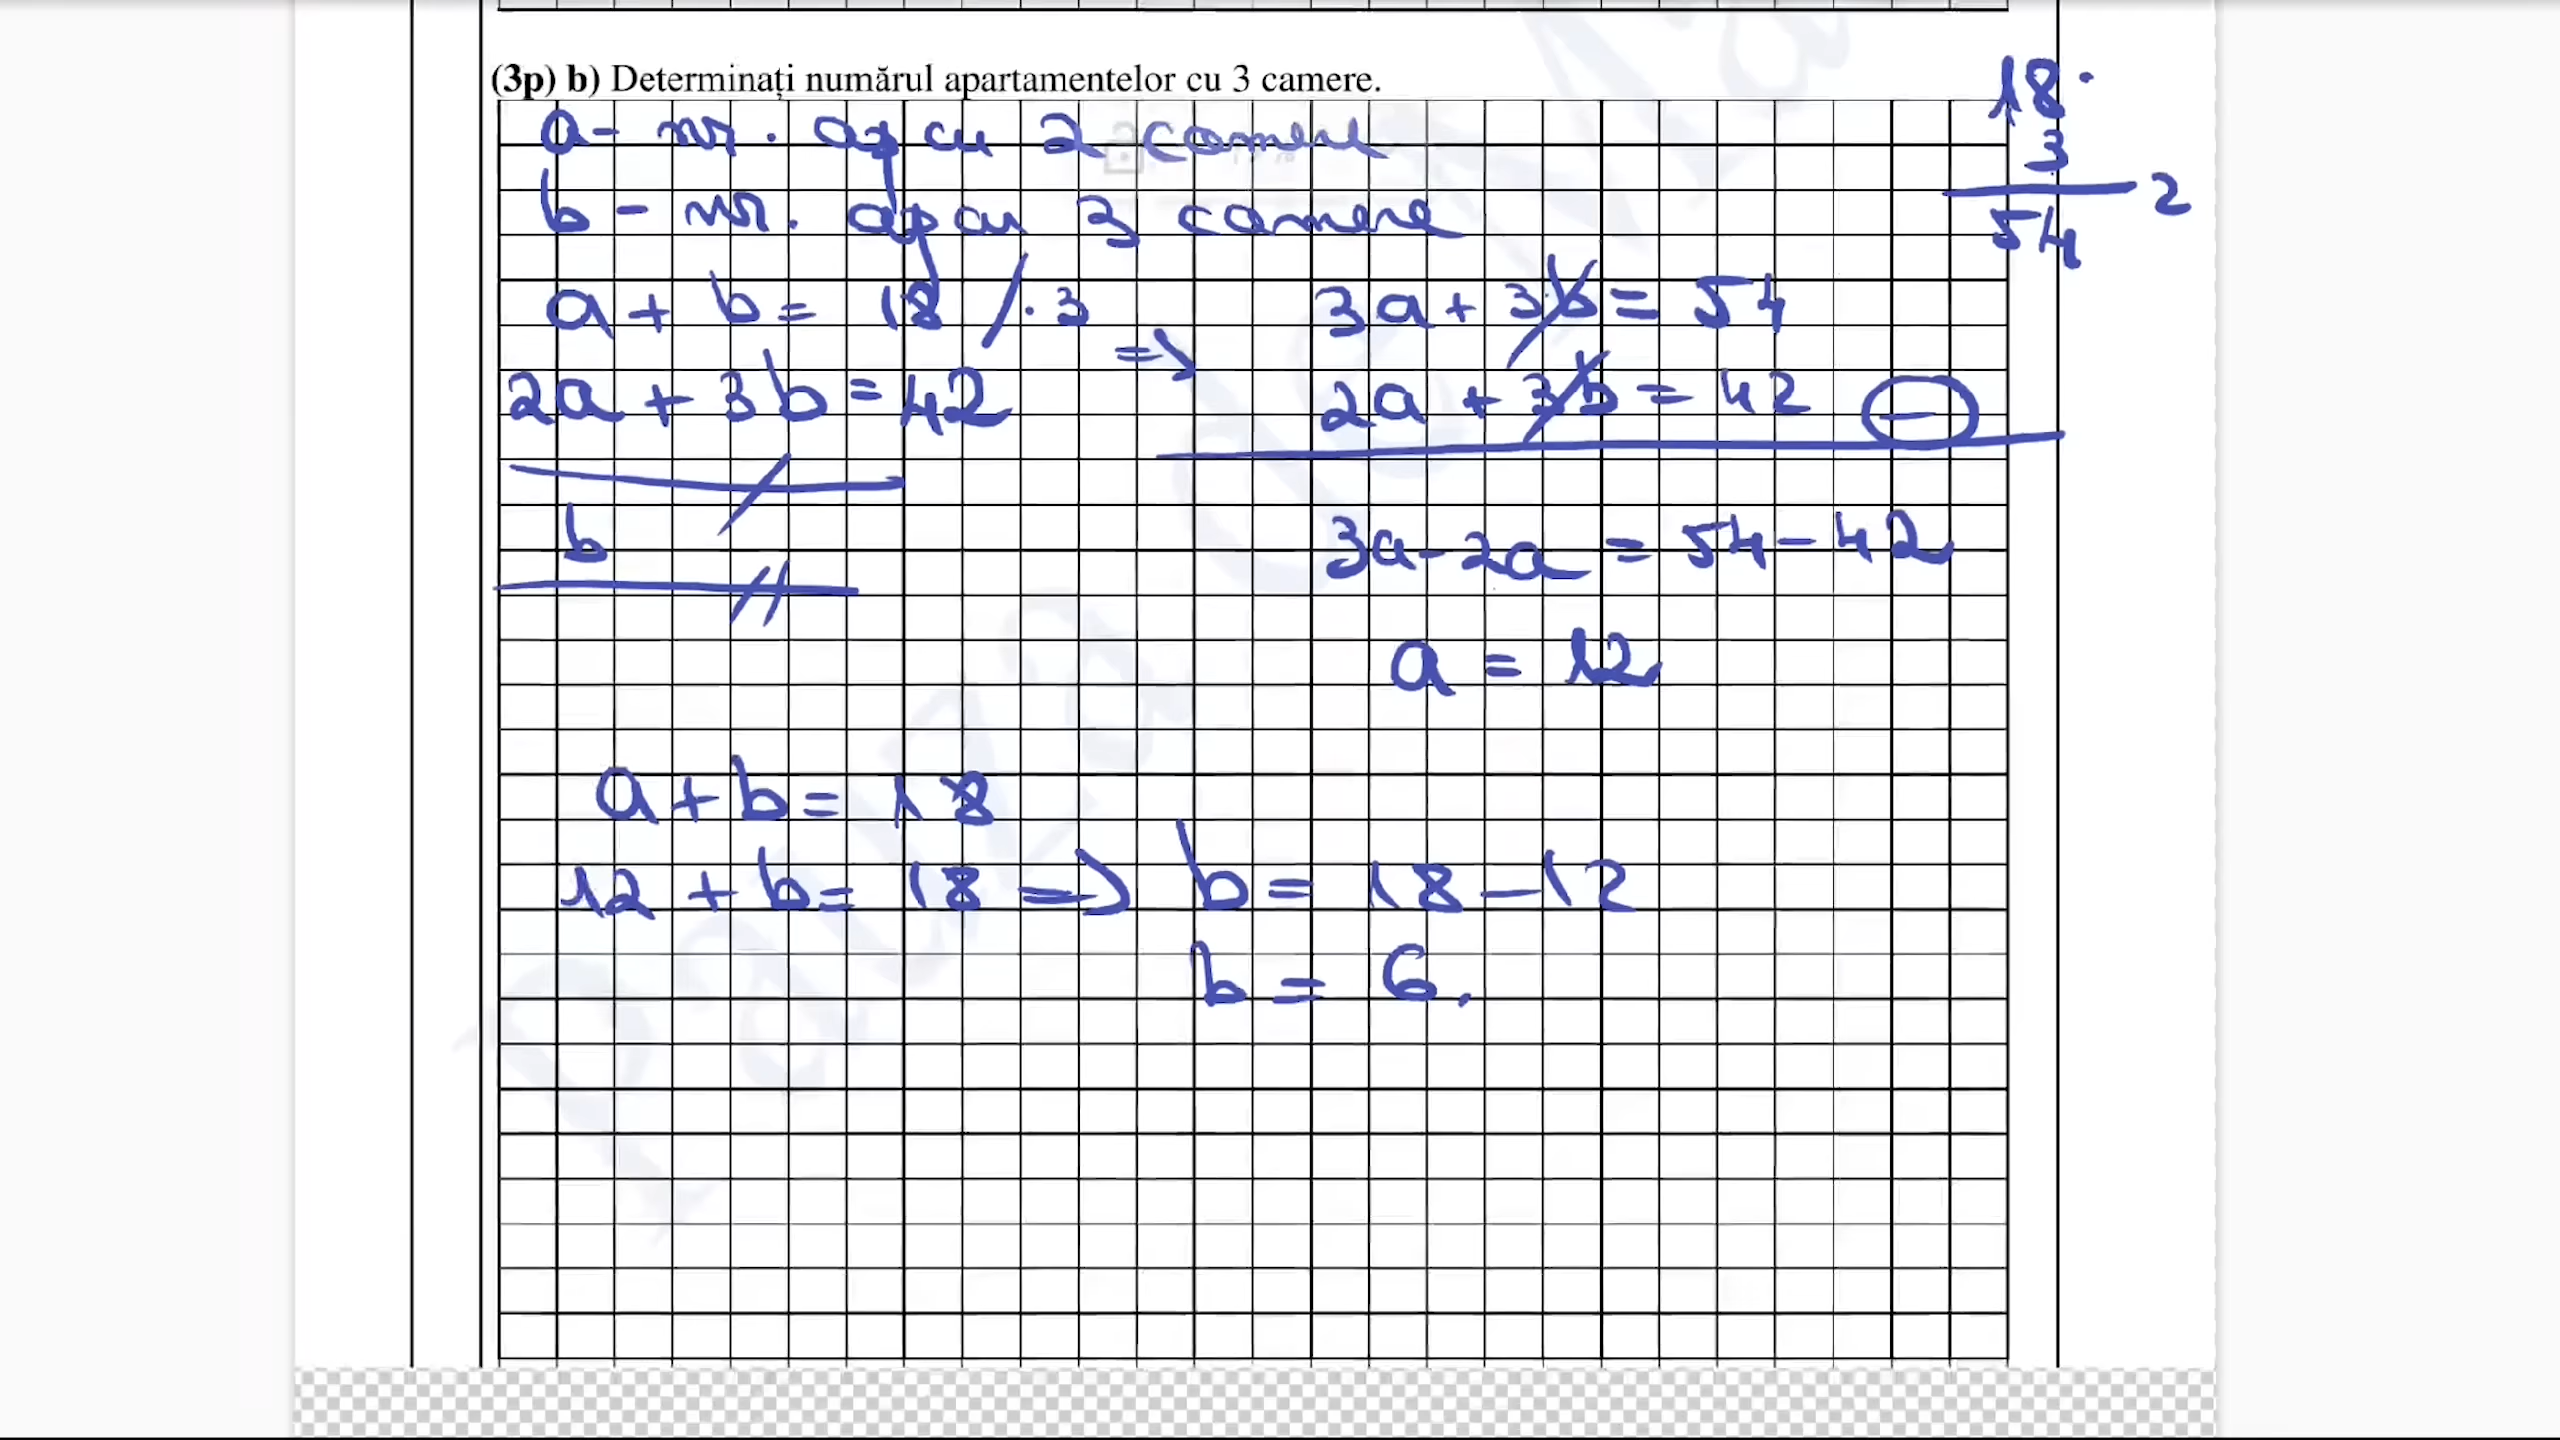 (3p) b) Determinați numărul apartamentelor cu 3 camere.
18 ·
3
2
54
a - nr. ap cu 2 camere
b - nr. ap cu 3 camere
a + b = 18 / · 3
2a + 3b = 42
b
=>
3a + 3b = 54
2a + 3b = 42 -
3a - 2a = 54 - 42
a = 12
a + b = 18
12 + b = 18 => b = 18 - 12
b = 6.